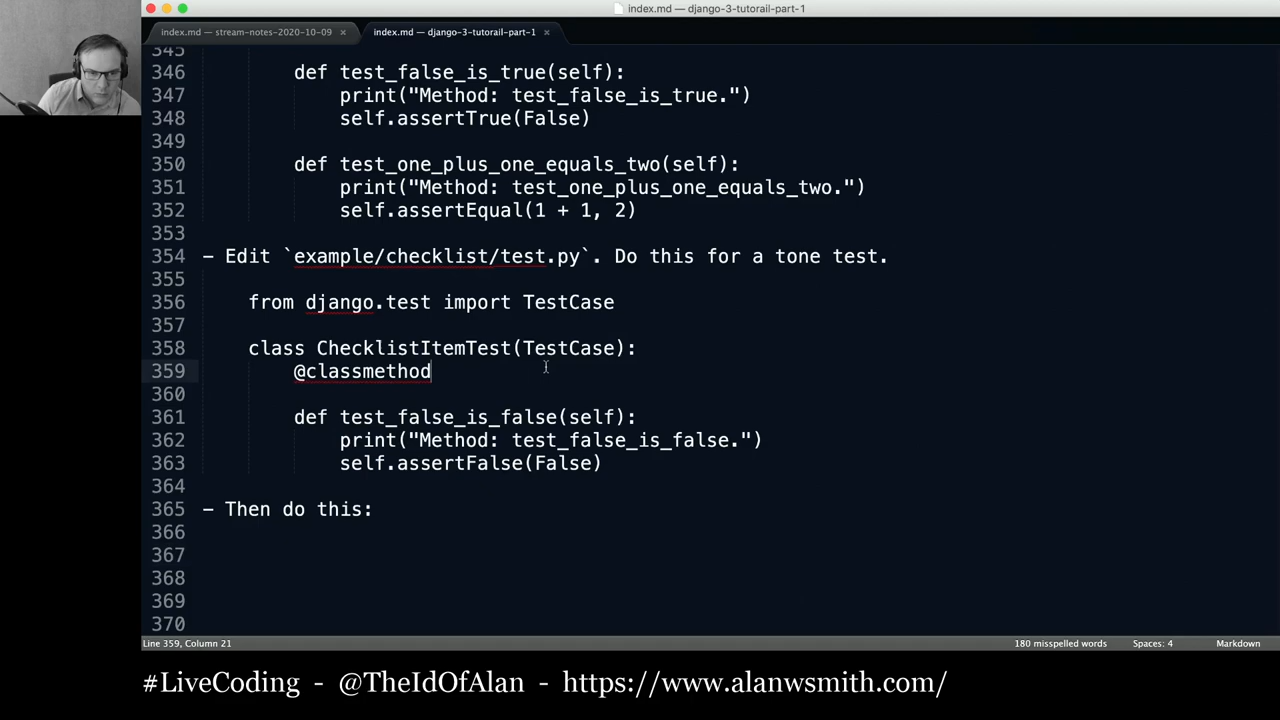 index.md — django-3-tutorail-part-1
index.md — stream-notes-2020-10-09 ×
index.md — django-3-tutorail-part-1 ×
345
346 def test_false_is_true(self):
347 print("Method: test_false_is_true.")
348 self.assertTrue(False)
349
350 def test_one_plus_one_equals_two(self):
351 print("Method: test_one_plus_one_equals_two.")
352 self.assertEqual(1 + 1, 2)
353
354 - Edit `example/checklist/test.py`. Do this for a tone test.
355
356 from django.test import TestCase
357
358 class ChecklistItemTest(TestCase):
359 @classmethod
360
361 def test_false_is_false(self):
362 print("Method: test_false_is_false.")
363 self.assertFalse(False)
364
365 - Then do this:
366
367
368
369
370
Line 359, Column 21 180 misspelled words Spaces: 4 Markdown
#LiveCoding - @TheIdOfAlan - https://www.alanwsmith.com/